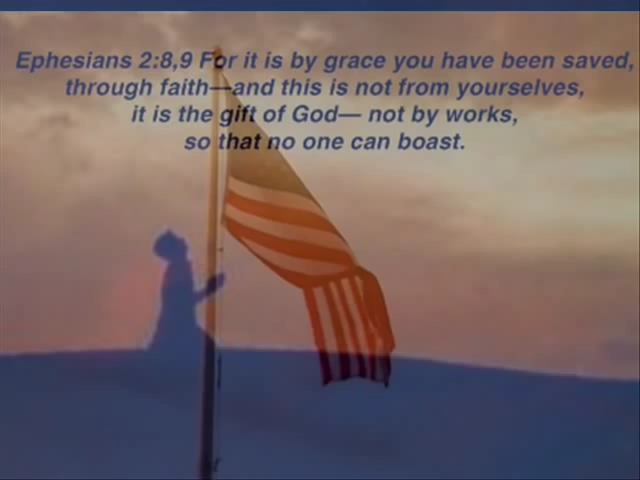 Ephesians 2:8,9 For it is by grace you have been saved,
through faith—and this is not from yourselves,
it is the gift of God— not by works,
so that no one can boast.